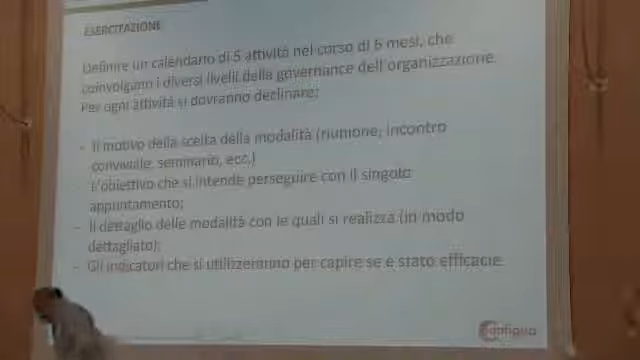 ESERCITAZIONE
Definire un calendario di 5 attività nel corso di 6 mesi, che
coinvolgano i diversi livelli della governance dell'organizzazione.
Per ogni attività si dovranno declinare:
- Il motivo della scelta della modalità (riunione, incontro
conviviale, seminario, ecc.)
- L'obiettivo che si intende perseguire con il singolo
appuntamento;
- Il dettaglio delle modalità con le quali si realizza (in modo
dettagliato);
- Gli indicatori che si utilizzeranno per capire se è stato efficacie